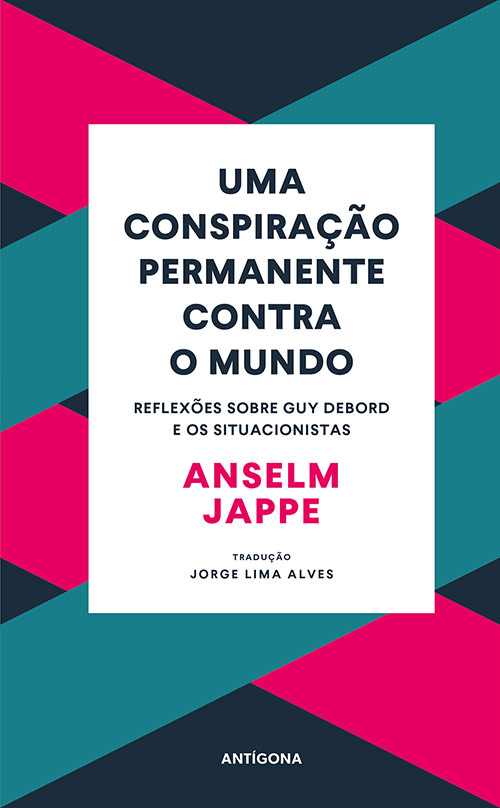 UMA
CONSPIRAÇÃO
PERMANENTE
CONTRA
O MUNDO
REFLEXÕES SOBRE GUY DEBORD
E OS SITUACIONISTAS
ANSELM
JAPPE
TRADUÇÃO
JORGE LIMA ALVES
ANTÍGONA